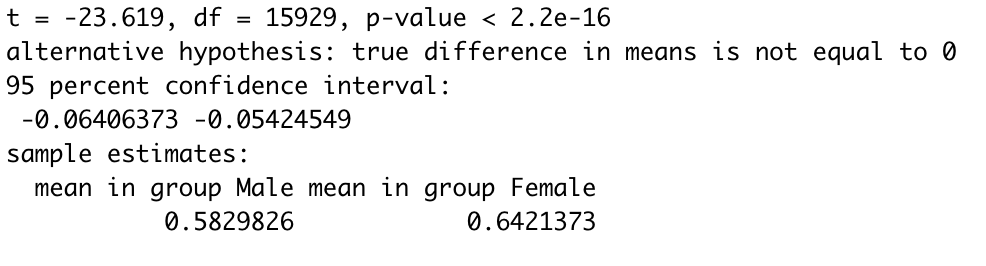 t = -23.619, df = 15929, p-value < 2.2e-16
alternative hypothesis: true difference in means is not equal to 0
95 percent confidence interval:
 -0.06406373 -0.05424549
sample estimates:
  mean in group Male mean in group Female
           0.5829826            0.6421373